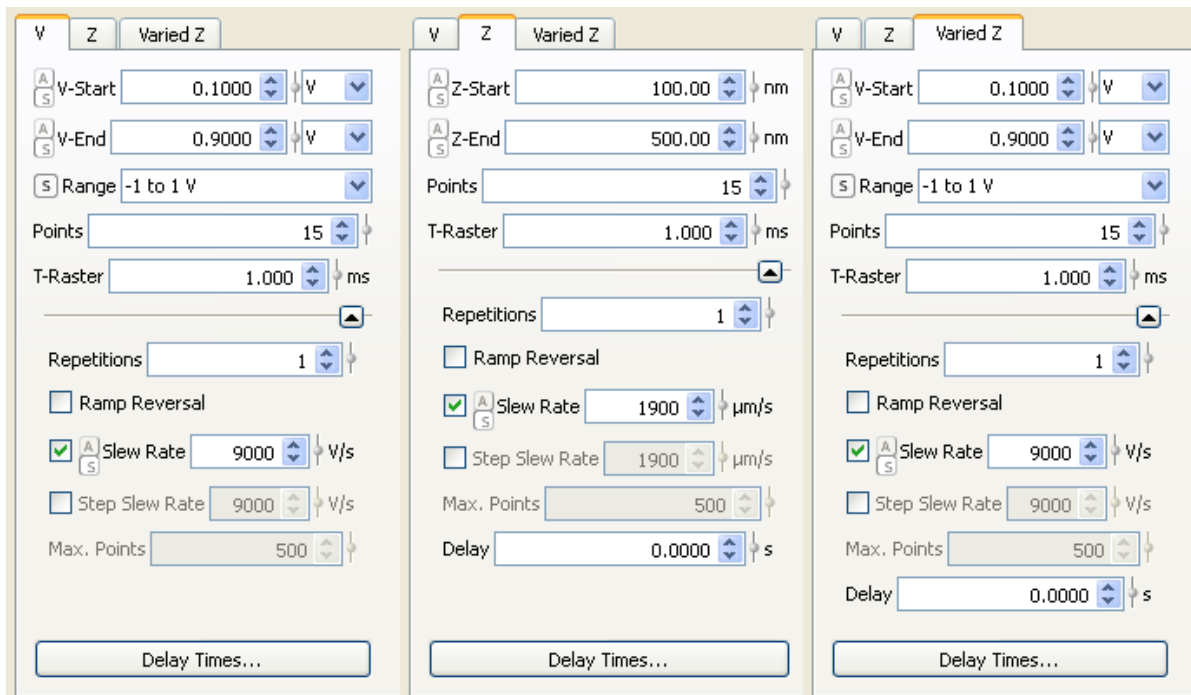 V Z Varied Z
A S V-Start 0.1000 V
A S V-End 0.9000 V
S Range -1 to 1 V
Points 15
T-Raster 1.000 ms
Repetitions 1
Ramp Reversal
A S Slew Rate 9000 V/s
Step Slew Rate 9000 V/s
Max. Points 500
Delay Times...
V Z Varied Z
A S Z-Start 100.00 nm
A S Z-End 500.00 nm
Points 15
T-Raster 1.000 ms
Repetitions 1
Ramp Reversal
A S Slew Rate 1900 µm/s
Step Slew Rate 1900 µm/s
Max. Points 500
Delay 0.0000 s
Delay Times...
V Z Varied Z
A S V-Start 0.1000 V
A S V-End 0.9000 V
S Range -1 to 1 V
Points 15
T-Raster 1.000 ms
Repetitions 1
Ramp Reversal
A S Slew Rate 9000 V/s
Step Slew Rate 9000 V/s
Max. Points 500
Delay 0.0000 s
Delay Times...